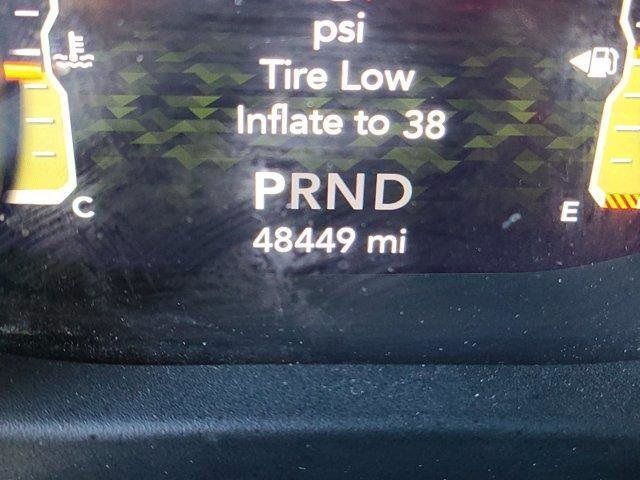 psi
Tire Low
Inflate to 38
PRND
48449 mi
C
E